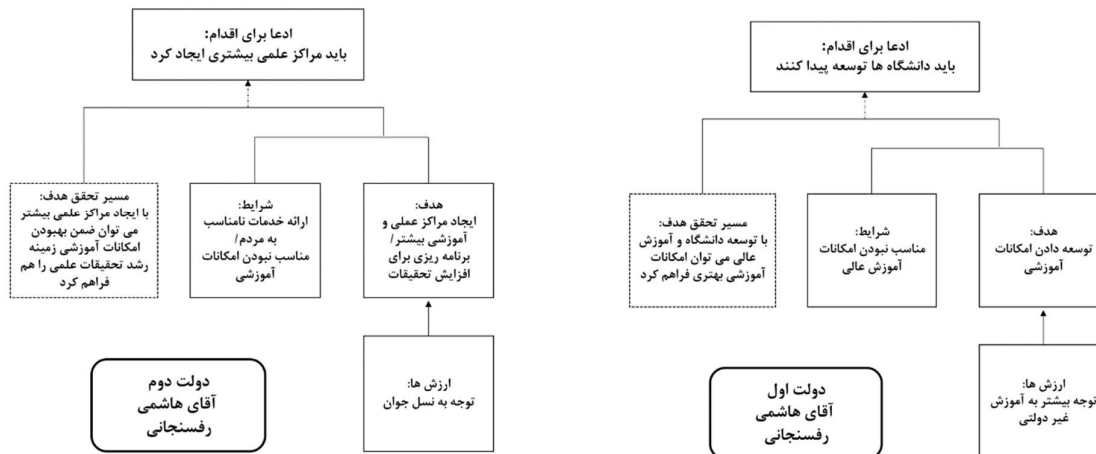 ادعا برای اقدام:
باید دانشگاه ها توسعه پیدا کنند
هدف:
توسعه دادن امکانات
آموزشی
شرایط:
مناسب نبودن امکانات
آموزش عالی
مسیر تحقق هدف:
با توسعه دانشگاه و آموزش
عالی می توان امکانات
آموزشی بهتری فراهم کرد
ارزش ها:
توجه بیشتر به آموزش
غیر دولتی
دولت اول
آقای هاشمی
رفسنجانی
ادعا برای اقدام:
باید مراکز علمی بیشتری ایجاد کرد
هدف:
ایجاد مراکز عملی و
آموزشی بیشتر/
برنامه ریزی برای
افزایش تحقیقات
شرایط:
ارائه خدمات نامناسب
به مردم/
مناسب نبودن امکانات
آموزشی
مسیر تحقق هدف:
با ایجاد مراکز علمی بیشتر
می توان ضمن بهبودن
امکانات آموزشی زمینه
رشد تحقیقات علمی را هم
فراهم کرد
ارزش ها:
توجه به نسل جوان
دولت دوم
آقای هاشمی
رفسنجانی